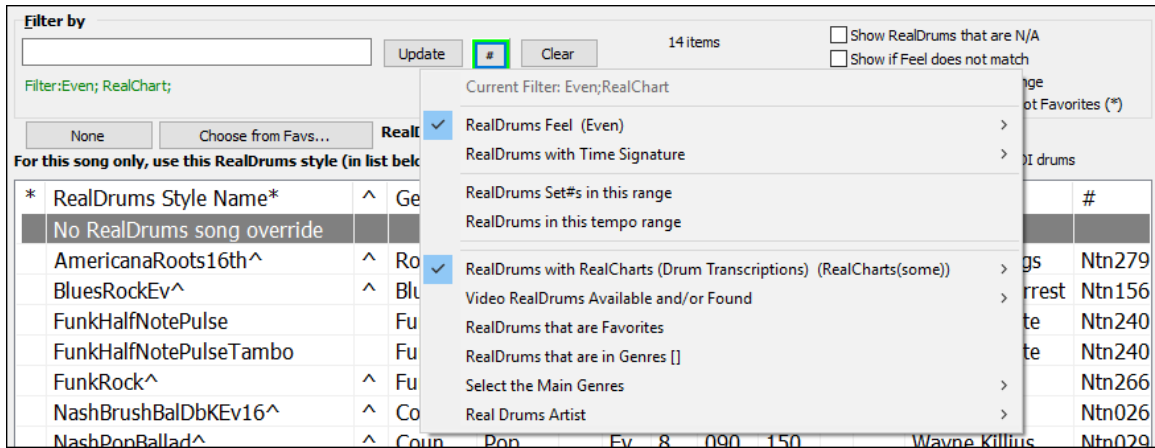 Filter by
Update # Clear 14 items
Show RealDrums that are N/A
Show if Feel does not match
Filter:Even; RealChart;
Current Filter: Even;RealChart
ot Favorites (*)
None Choose from Favs...
RealDrums Feel (Even)
For this song only, use this RealDrums style (in list
RealDrums with Time Signature
DI drums
* RealDrums Style Name* ^ Ge #
RealDrums Set#s in this range
No RealDrums song override
RealDrums in this tempo range
AmericanaRoots16th^ ^ Ro gs Ntn279
RealDrums with RealCharts (Drum Transcriptions) (RealCharts(some))
BluesRockEv^ ^ Blu rrest Ntn156
Video RealDrums Available and/or Found
FunkHalfNotePulse Fu te Ntn240
RealDrums that are Favorites
FunkHalfNotePulseTambo Fu te Ntn240
RealDrums that are in Genres []
FunkRock^ ^ Fu Ntn266
Select the Main Genres
NashBrushBalDbKEv16^ ^ Co Ntn026
Real Drums Artist
NashPopBallad^ ^ Coun Pop Ev 8 090 150 Wayne Killius Ntn029